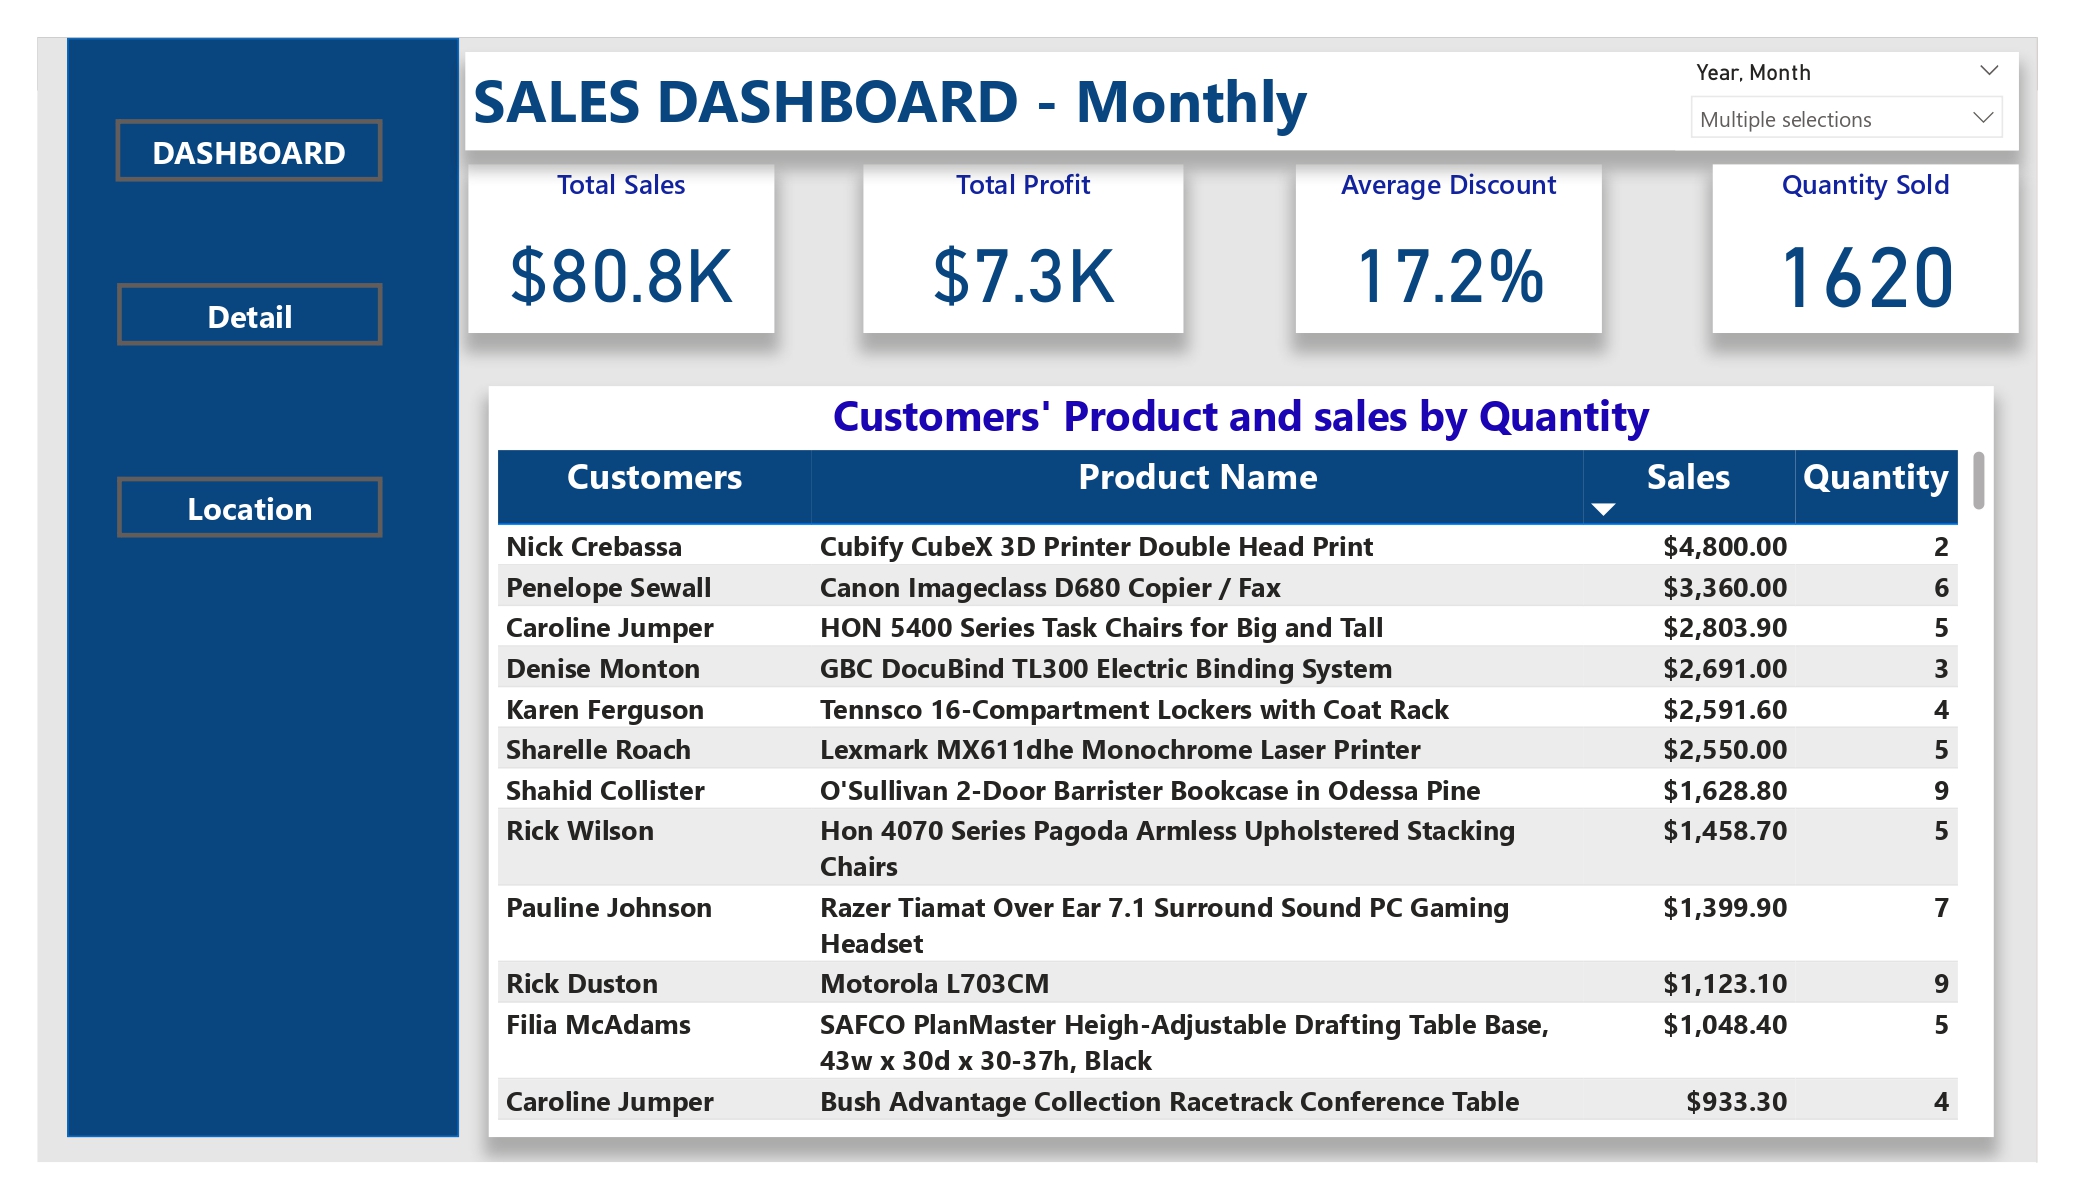 DASHBOARD
Detail
Location
SALES DASHBOARD - Monthly
Year, Month
Multiple selections
Total Sales
$80.8K
Total Profit
$7.3K
Average Discount
17.2%
Quantity Sold
1620
Customers' Product and sales by Quantity
Customers Product Name Sales Quantity
Nick Crebassa Cubify CubeX 3D Printer Double Head Print $4,800.00 2
Penelope Sewall Canon Imageclass D680 Copier / Fax $3,360.00 6
Caroline Jumper HON 5400 Series Task Chairs for Big and Tall $2,803.90 5
Denise Monton GBC DocuBind TL300 Electric Binding System $2,691.00 3
Karen Ferguson Tennsco 16-Compartment Lockers with Coat Rack $2,591.60 4
Sharelle Roach Lexmark MX611dhe Monochrome Laser Printer $2,550.00 5
Shahid Collister O'Sullivan 2-Door Barrister Bookcase in Odessa Pine $1,628.80 9
Rick Wilson Hon 4070 Series Pagoda Armless Upholstered Stacking $1,458.70 5
Chairs
Pauline Johnson Razer Tiamat Over Ear 7.1 Surround Sound PC Gaming $1,399.90 7
Headset
Rick Duston Motorola L703CM $1,123.10 9
Filia McAdams SAFCO PlanMaster Heigh-Adjustable Drafting Table Base, $1,048.40 5
43w x 30d x 30-37h, Black
Caroline Jumper Bush Advantage Collection Racetrack Conference Table $933.30 4